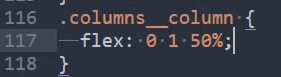 116 .columns__column {
117 flex: 0 1 50%;
118 }